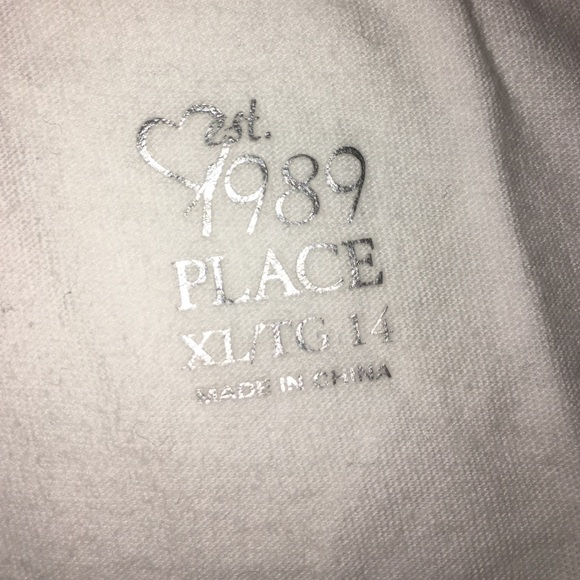 est.
1989
PLACE
XL/TG 14
MADE IN CHINA